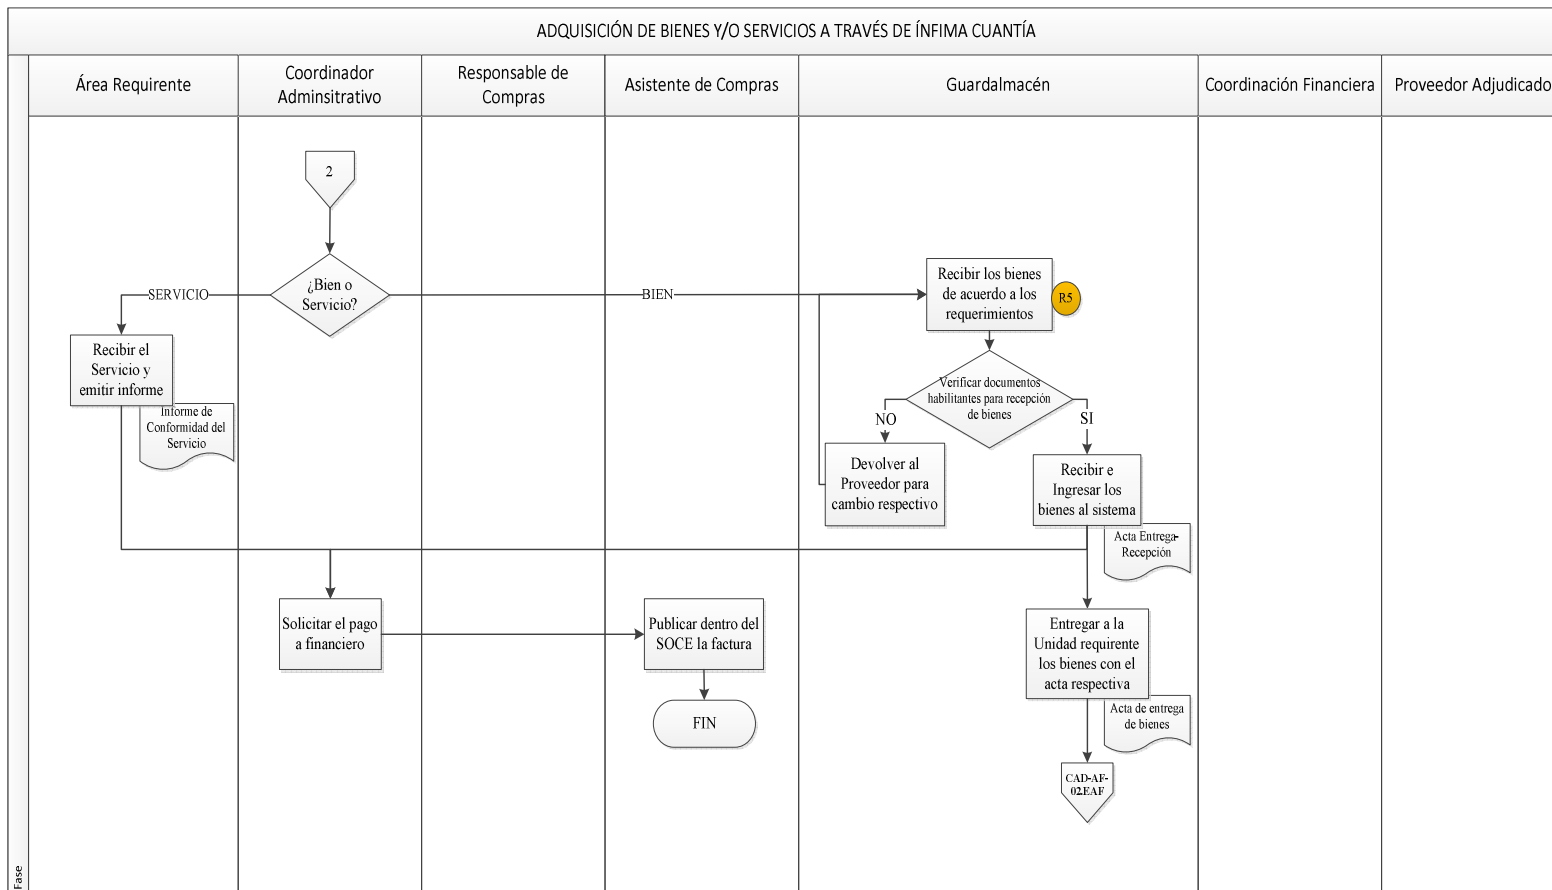 ADQUISICIÓN DE BIENES Y/O SERVICIOS A TRAVÉS DE ÍNFIMA CUANTÍA
Área Requirente
Coordinador
Adminsitrativo
Responsable de
Compras
Asistente de Compras
Guardalmacén
Coordinación Financiera
Proveedor Adjudicado
2
¿Bien o
Servicio?
SERVICIO
BIEN
Recibir los bienes
de acuerdo a los
requerimientos
R5
Recibir el
Servicio y
emitir informe
Informe de
Conformidad del
Servicio
Verificar documentos
habilitantes para recepción
de bienes
NO
SI
Devolver al
Proveedor para
cambio respectivo
Recibir e
Ingresar los
bienes al sistema
Acta Entrega-
Recepción
Solicitar el pago
a financiero
Publicar dentro del
SOCE la factura
Entregar a la
Unidad requirente
los bienes con el
acta respectiva
Acta de entrega
de bienes
FIN
CAD-AF-
02.EAF
Fase